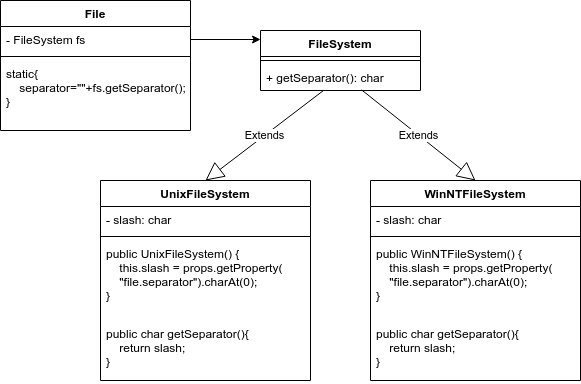 File
- FileSystem fs
static{
separator=""+fs.getSeparator();
}
FileSystem
+ getSeparator(): char
Extends
Extends
UnixFileSystem
- slash: char
public UnixFileSystem() {
this.slash = props.getProperty(
"file.separator").charAt(0);
}
public char getSeparator(){
return slash;
}
WinNTFileSystem
- slash: char
public WinNTFileSystem() {
this.slash = props.getProperty(
"file.separator").charAt(0);
}
public char getSeparator(){
return slash;
}